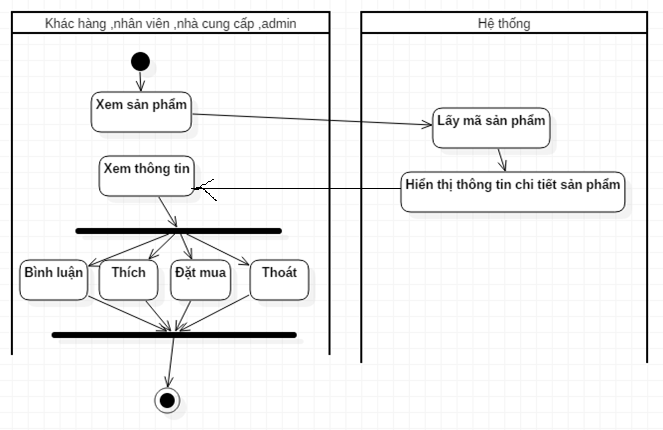 Khác hàng ,nhân viên ,nhà cung cấp ,admin
Hệ thống
Xem sản phẩm
Lấy mã sản phẩm
Xem thông tin
Hiển thị thông tin chi tiết sản phẩm
Bình luận
Thích
Đặt mua
Thoát